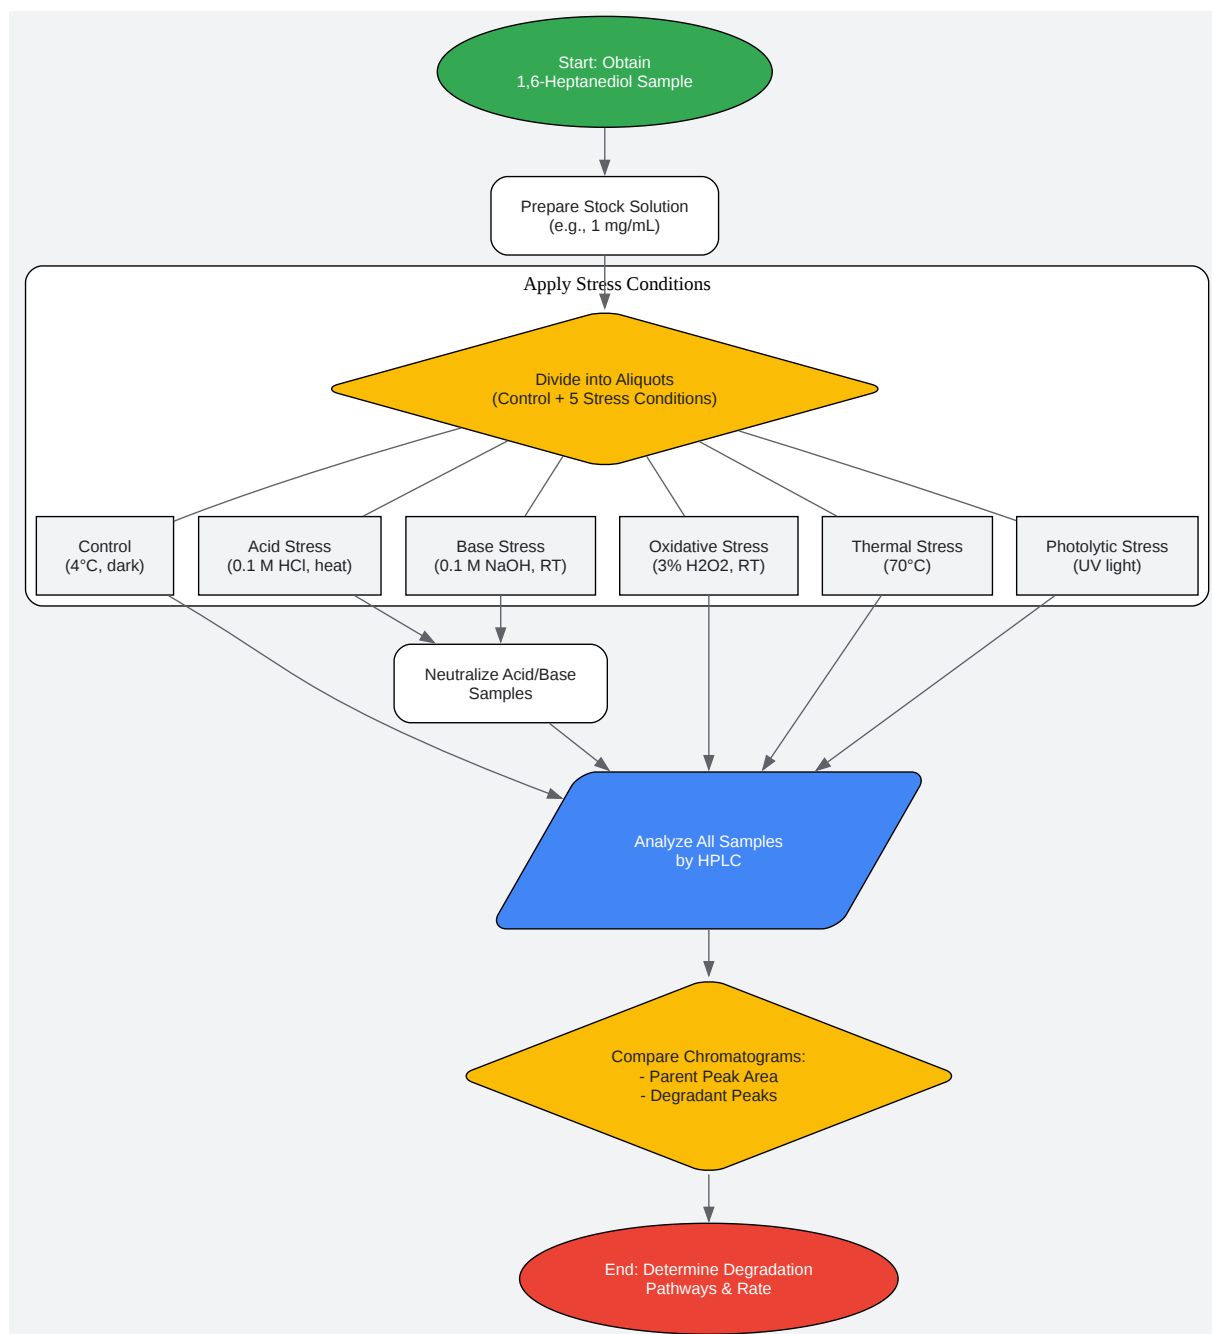 Start: Obtain
1,6-Heptanediol Sample
Prepare Stock Solution
(e.g., 1 mg/mL)
Apply Stress Conditions
Divide into Aliquots
(Control + 5 Stress Conditions)
Control
(4°C, dark)
Acid Stress
(0.1 M HCl, heat)
Base Stress
(0.1 M NaOH, RT)
Oxidative Stress
(3% H2O2, RT)
Thermal Stress
(70°C)
Photolytic Stress
(UV light)
Neutralize Acid/Base
Samples
Analyze All Samples
by HPLC
Compare Chromatograms:
- Parent Peak Area
- Degradant Peaks
End: Determine Degradation
Pathways & Rate